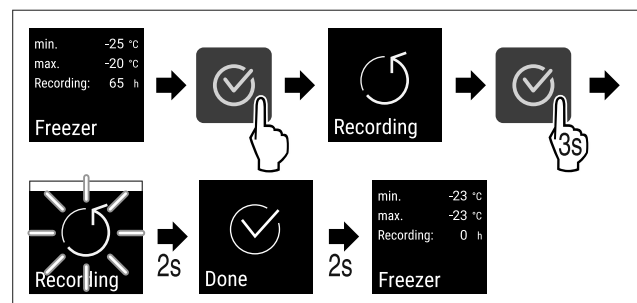 min. -25 °C
max. -20 °C
Recording: 65 h
Freezer
Recording
3s
Recording
2s
Done
2s
min. -23 °C
max. -23 °C
Recording: 0 h
Freezer